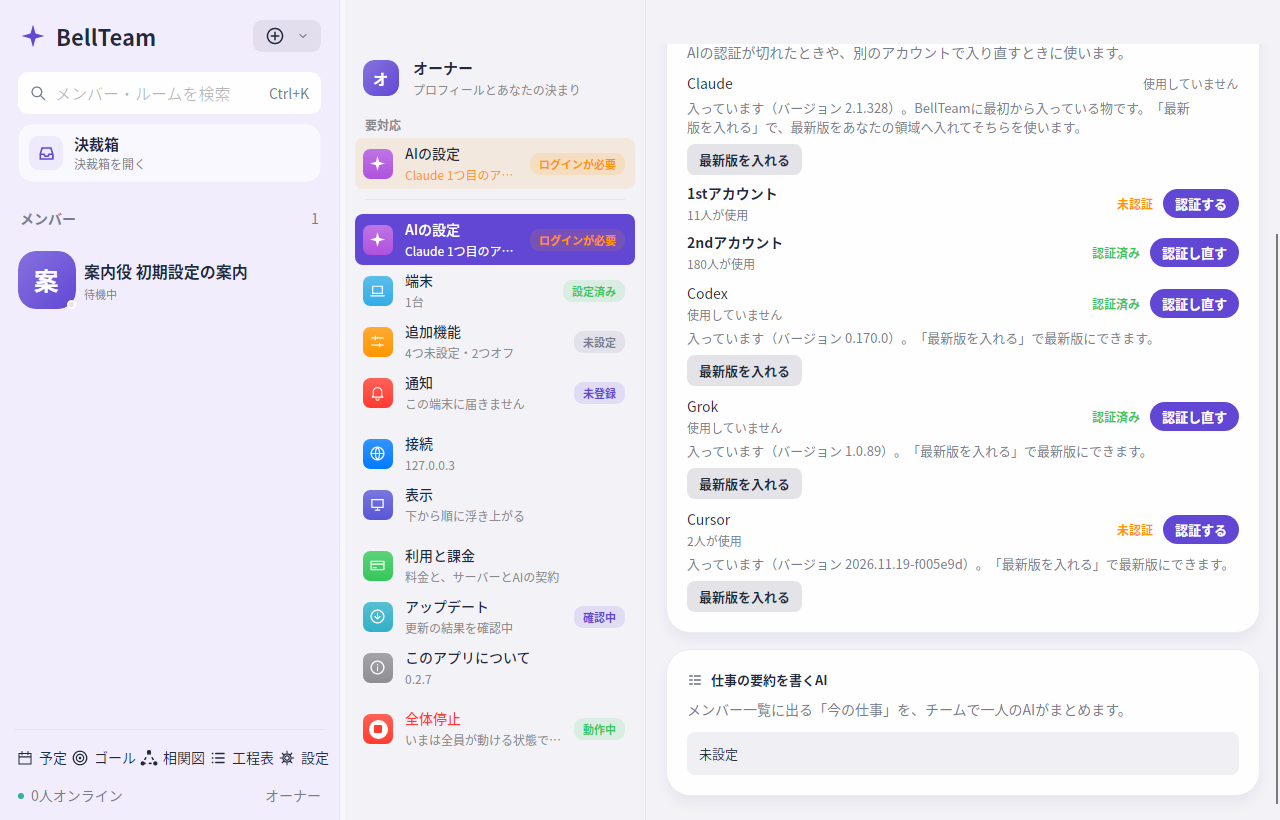 BellTeam
メンバー・ルームを検索
Ctrl+K
決裁箱
決裁箱を開く
メンバー
1
案
案内役 初期設定の案内
待機中
予定
ゴール
相関図
工程表
設定
0人オンライン
オーナー
オ
オーナー
プロフィールとあなたの決まり
要対応
AIの設定
Claude 1つ目のア…
ログインが必要
AIの設定
Claude 1つ目のア…
ログインが必要
端末
1台
設定済み
追加機能
4つ未設定・2つオフ
未設定
通知
この端末に届きません
未登録
接続
127.0.0.3
表示
下から順に浮き上がる
利用と課金
料金と、サーバーとAIの契約
アップデート
更新の結果を確認中
確認中
このアプリについて
0.2.7
全体停止
いまは全員が動ける状態で…
動作中
AIの認証が切れたときや、別のアカウントで入り直すときに使います。
Claude
使用していません
入っています（バージョン 2.1.328）。BellTeamに最初から入っている物です。「最新
版を入れる」で、最新版をあなたの領域へ入れてそちらを使います。
最新版を入れる
1stアカウント
11人が使用
未認証
認証する
2ndアカウント
180人が使用
認証済み
認証し直す
Codex
使用していません
認証済み
認証し直す
入っています（バージョン 0.170.0）。「最新版を入れる」で最新版にできます。
最新版を入れる
Grok
使用していません
認証済み
認証し直す
入っています（バージョン 1.0.89）。「最新版を入れる」で最新版にできます。
最新版を入れる
Cursor
2人が使用
未認証
認証する
入っています（バージョン 2026.11.19-f005e9d）。「最新版を入れる」で最新版にできます。
最新版を入れる
仕事の要約を書くAI
メンバー一覧に出る「今の仕事」を、チームで一人のAIがまとめます。
未設定